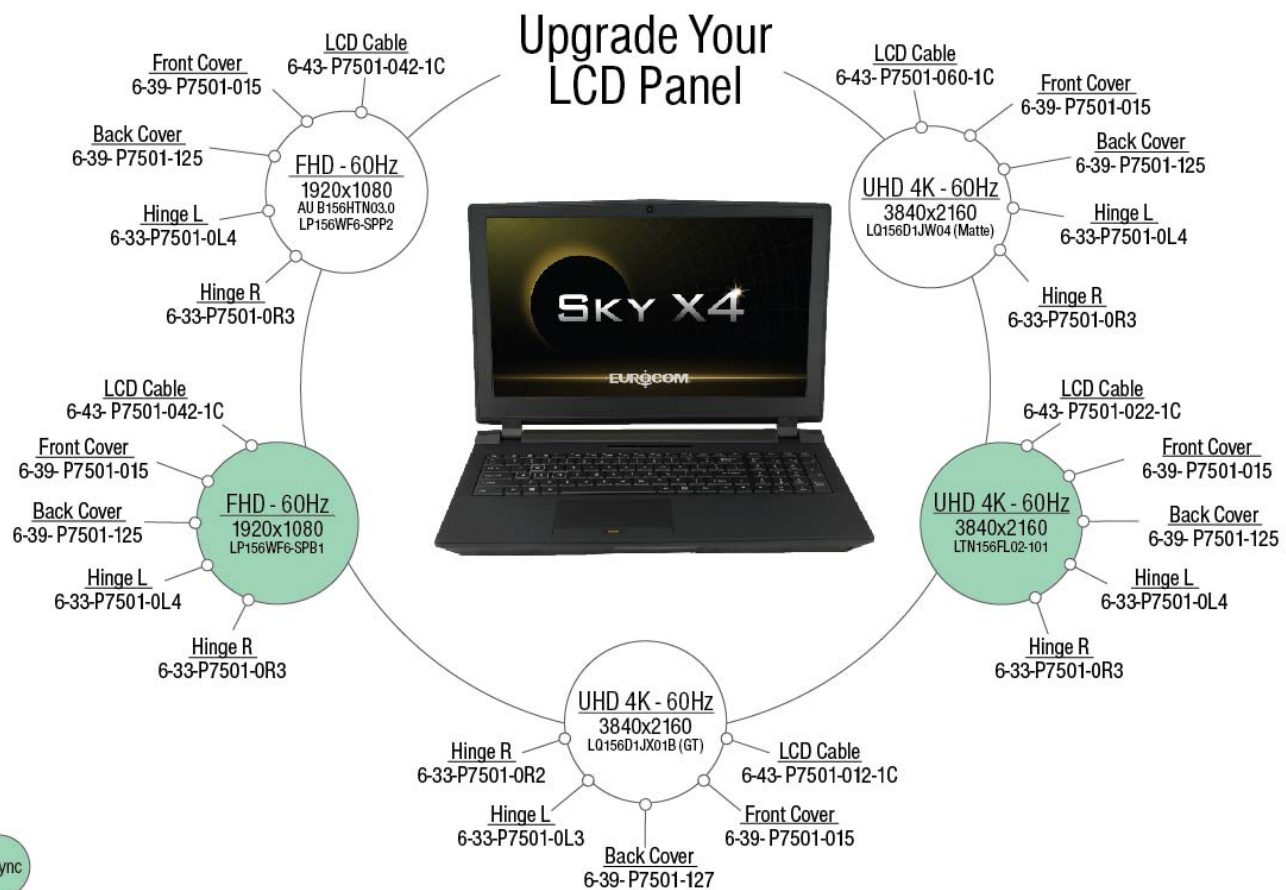 Upgrade Your
LCD Panel
LCD Cable
6-43- P7501-042-1C
Front Cover
6-39- P7501-015
Back Cover
6-39- P7501-125
Hinge L
6-33-P7501-0L4
Hinge R
6-33-P7501-0R3
FHD - 60Hz
1920x1080
AU B156HTN03.0
LP156WF6-SPP2
LCD Cable
6-43- P7501-060-1C
Front Cover
6-39- P7501-015
Back Cover
6-39- P7501-125
Hinge L
6-33-P7501-0L4
Hinge R
6-33-P7501-0R3
UHD 4K - 60Hz
3840x2160
LQ156D1JW04 (Matte)
SKY X4
EUROCOM
LCD Cable
6-43- P7501-042-1C
Front Cover
6-39- P7501-015
Back Cover
6-39- P7501-125
Hinge L
6-33-P7501-0L4
Hinge R
6-33-P7501-0R3
FHD - 60Hz
1920x1080
LP156WF6-SPB1
LCD Cable
6-43- P7501-022-1C
Front Cover
6-39- P7501-015
Back Cover
6-39- P7501-125
Hinge L
6-33-P7501-0L4
Hinge R
6-33-P7501-0R3
UHD 4K - 60Hz
3840x2160
LTN156FL02-101
UHD 4K - 60Hz
3840x2160
LQ156D1JX01B (GT)
Hinge R
6-33-P7501-0R2
Hinge L
6-33-P7501-0L3
Back Cover
6-39- P7501-127
Front Cover
6-39- P7501-015
LCD Cable
6-43- P7501-012-1C
ync